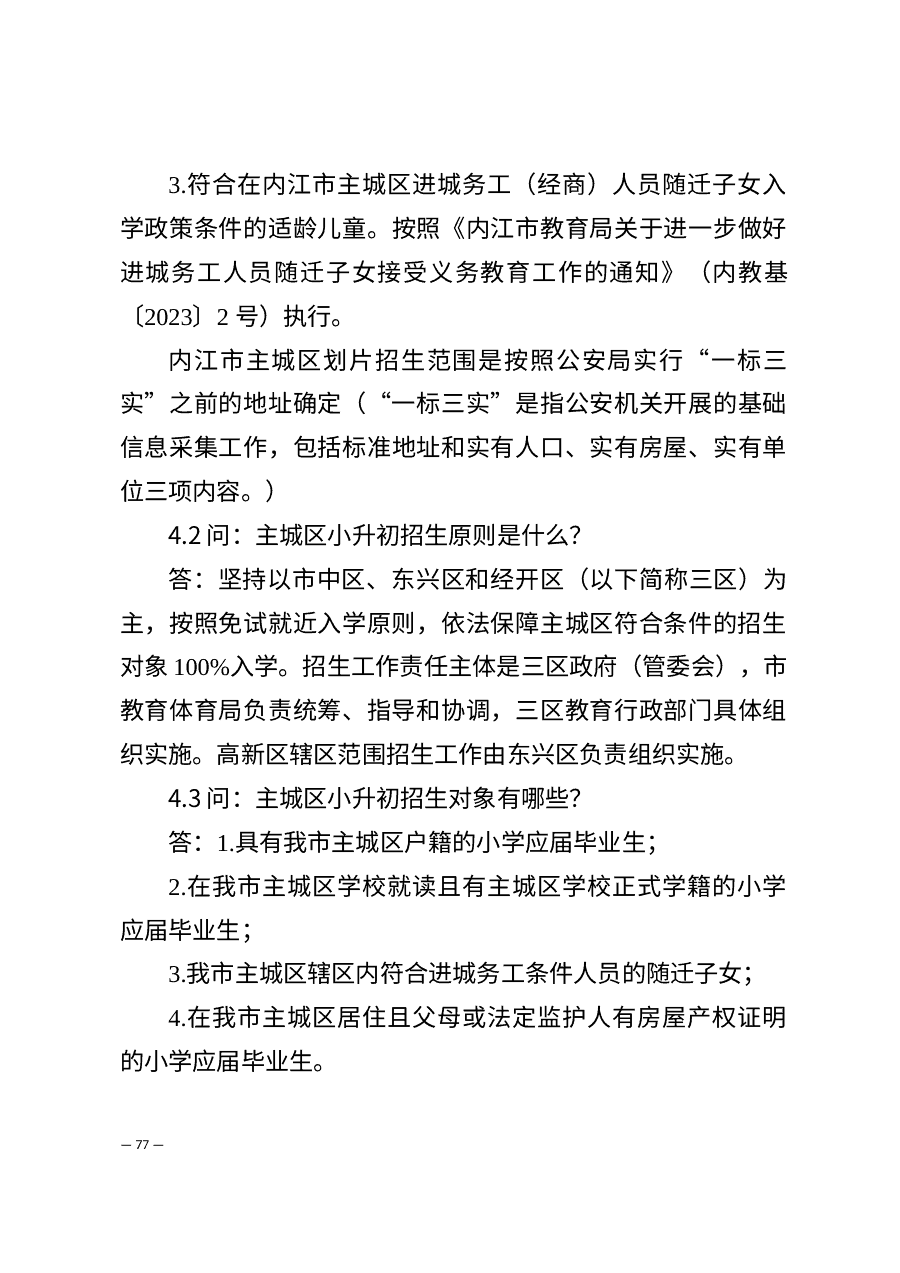 3.符合在内江市主城区进城务工（经商）人员随迁子女入
学政策条件的适龄儿童。按照《内江市教育局关于进一步做好
进城务工人员随迁子女接受义务教育工作的通知》（内教基
〔2023〕2 号）执行。
内江市主城区划片招生范围是按照公安局实行“一标三
实”之前的地址确定（“一标三实”是指公安机关开展的基础
信息采集工作，包括标准地址和实有人口、实有房屋、实有单
位三项内容。）
4.2 问：主城区小升初招生原则是什么？
答：坚持以市中区、东兴区和经开区（以下简称三区）为
主，按照免试就近入学原则，依法保障主城区符合条件的招生
对象 100%入学。招生工作责任主体是三区政府（管委会），市
教育体育局负责统筹、指导和协调，三区教育行政部门具体组
织实施。高新区辖区范围招生工作由东兴区负责组织实施。
4.3 问：主城区小升初招生对象有哪些？
答：1.具有我市主城区户籍的小学应届毕业生；
2.在我市主城区学校就读且有主城区学校正式学籍的小学
应届毕业生；
3.我市主城区辖区内符合进城务工条件人员的随迁子女；
4.在我市主城区居住且父母或法定监护人有房屋产权证明
的小学应届毕业生。
— 77 —